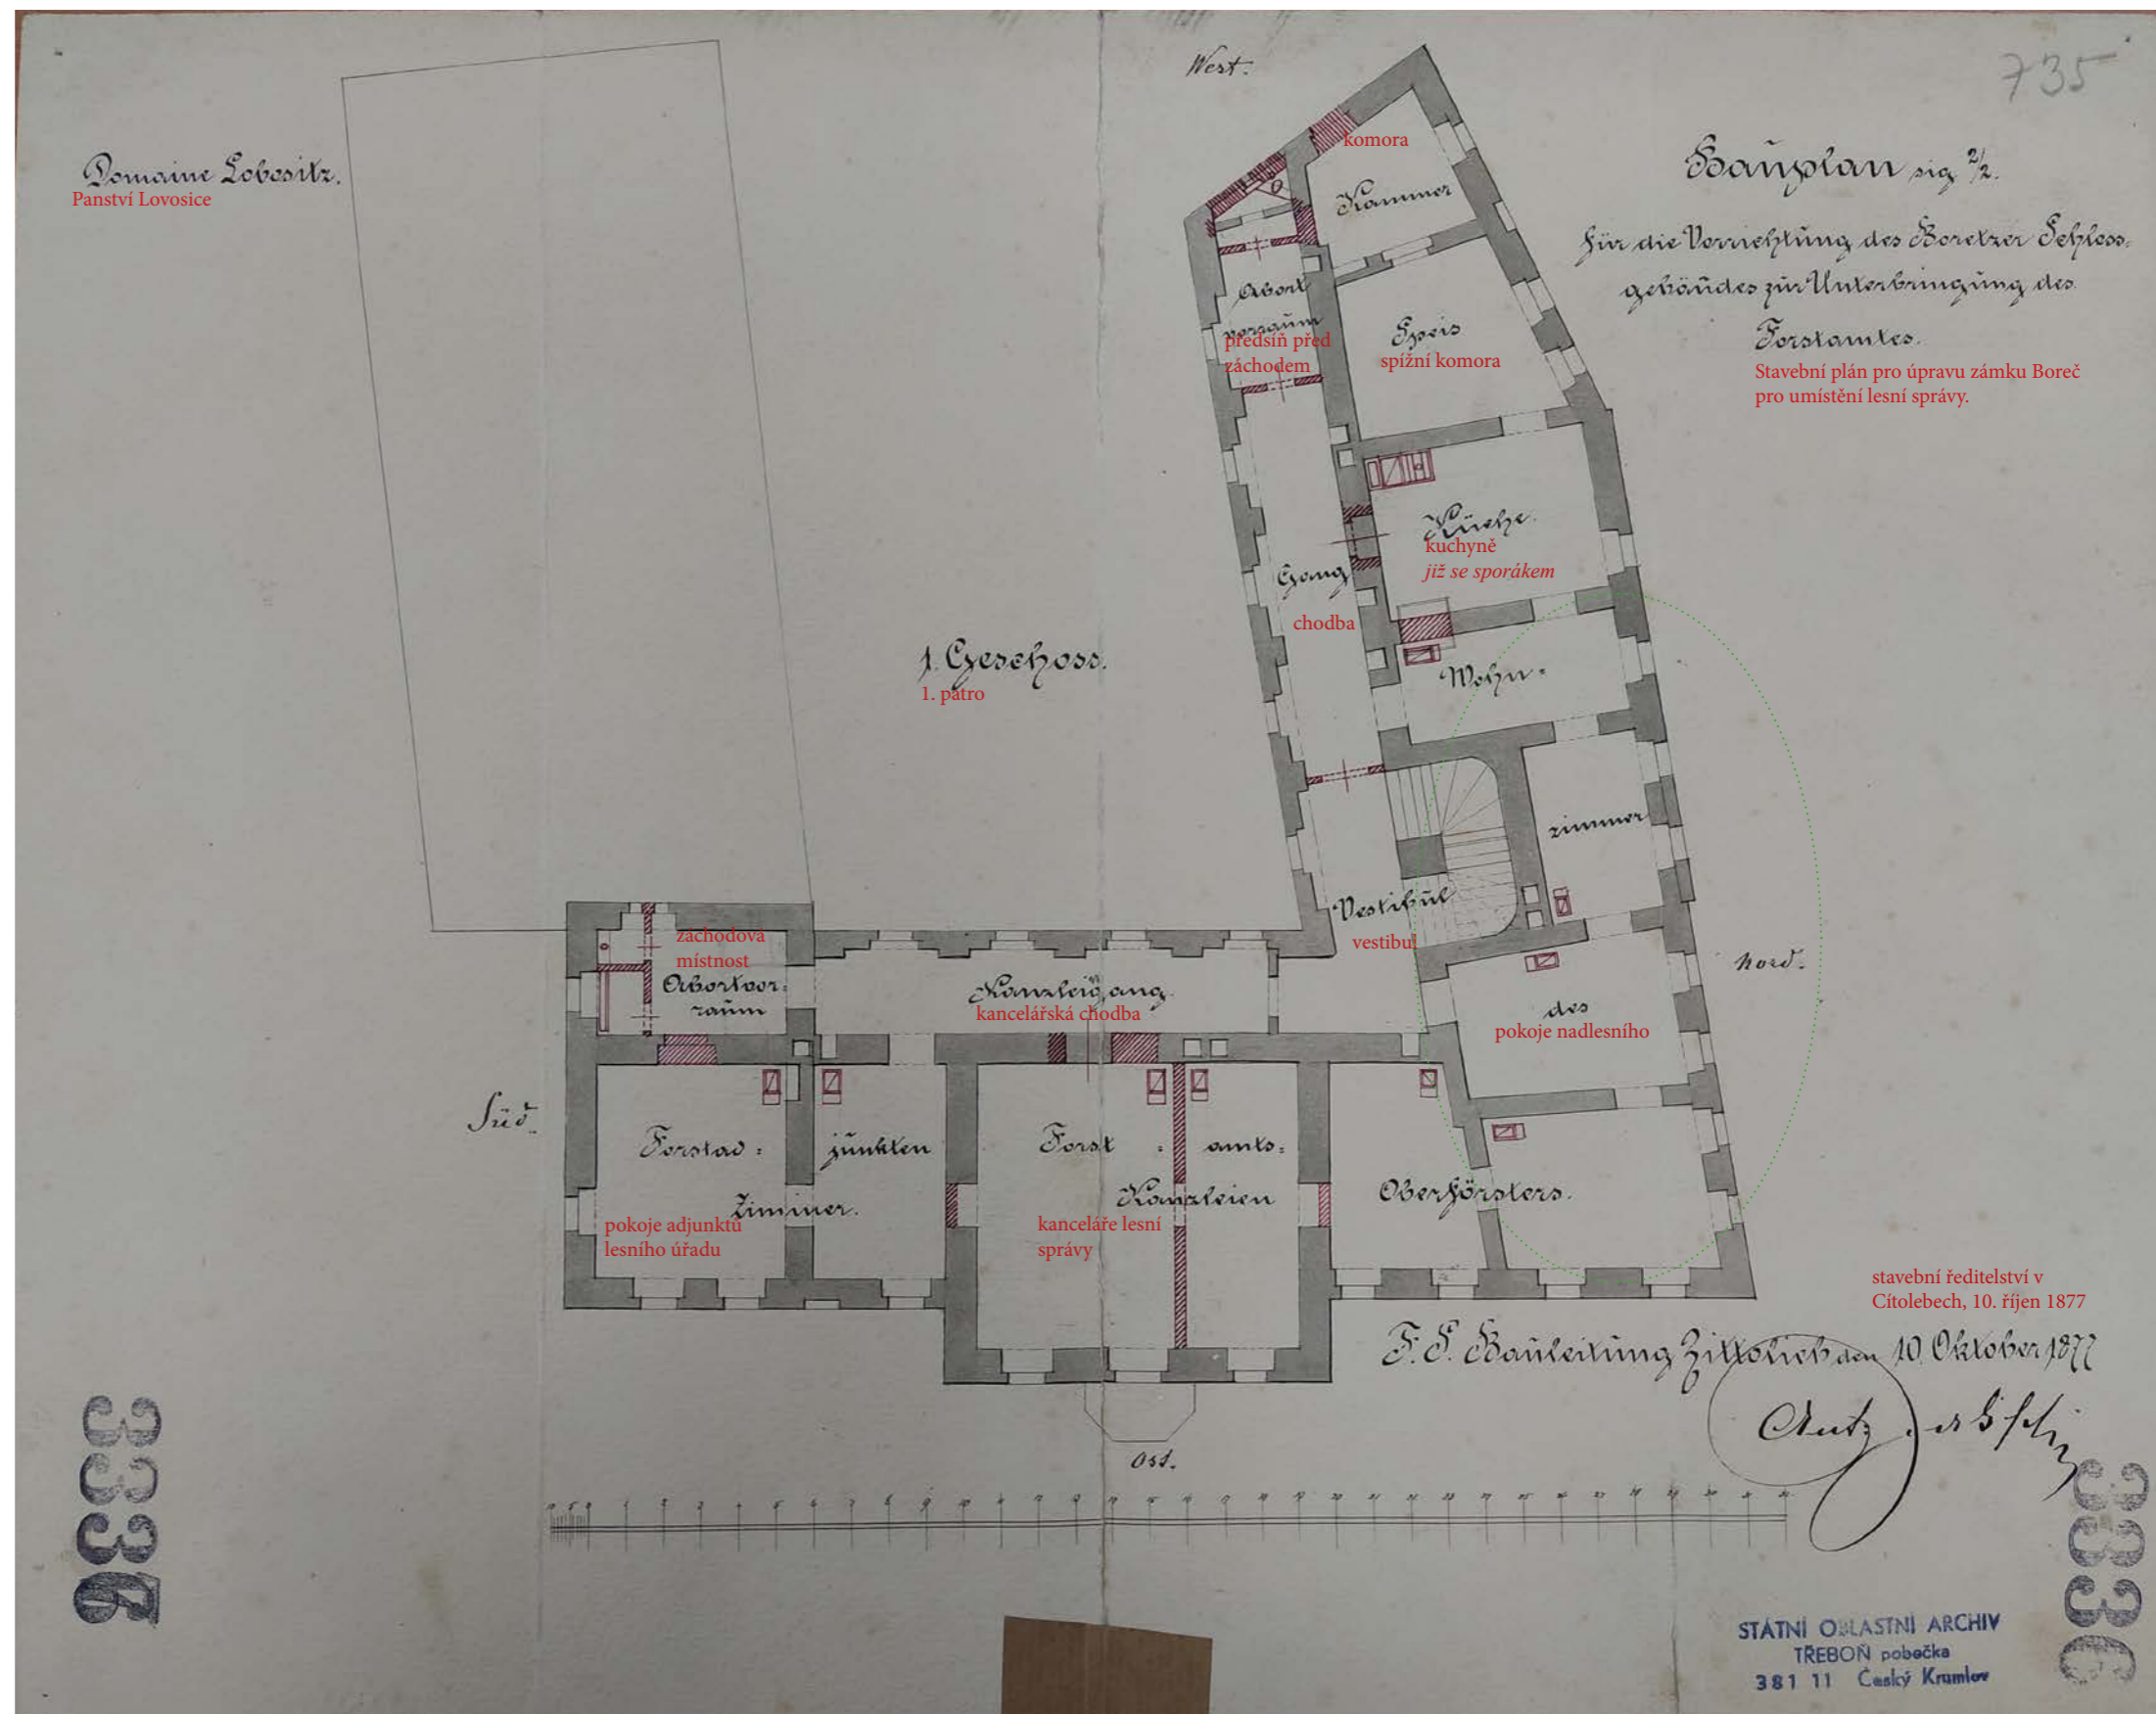 West.
735
Domaine Lobositz.
Panství Lovosice
Bauplan sig 2/2.
für die Vorrichtung des Boretzer Schloss-
gebäudes zur Unterbringung des
Forstamtes.
Stavební plán pro úpravu zámku Boreč
pro umístění lesní správy.
komora
Kammer
Abort
vorraum
předsíň před
záchodem
Speis
spížní komora
Küche.
kuchyně
již se sporákem
Gang
chodba
1. Geschoss.
1. patro
Wohn-
zimmer
Vestibül
vestibul
Nord.
záchodová
místnost
Abortvor-
raum
Kanzleigang.
kancelářská chodba
des
pokoje nadlesního
Süd.
Forstad-
junkten
Zimmer.
pokoje adjunktů
lesního úřadu
Forst-
amts-
Kanzleien
kanceláře lesní
správy
Oberförsters.
stavební ředitelství v
Cítolebech, 10. říjen 1877
F. S. Bauleitung Zittolieb den 10. Oktober 1877
Ost.
STÁTNÍ OBLASTNÍ ARCHIV
TŘEBOŇ pobočka
381 11 Český Krumlov